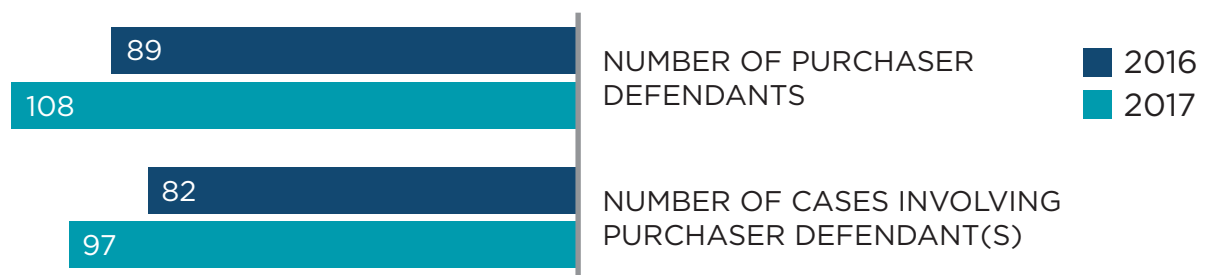 89
NUMBER OF PURCHASER
DEFENDANTS
108
82
NUMBER OF CASES INVOLVING
PURCHASER DEFENDANT(S)
97
2016
2017